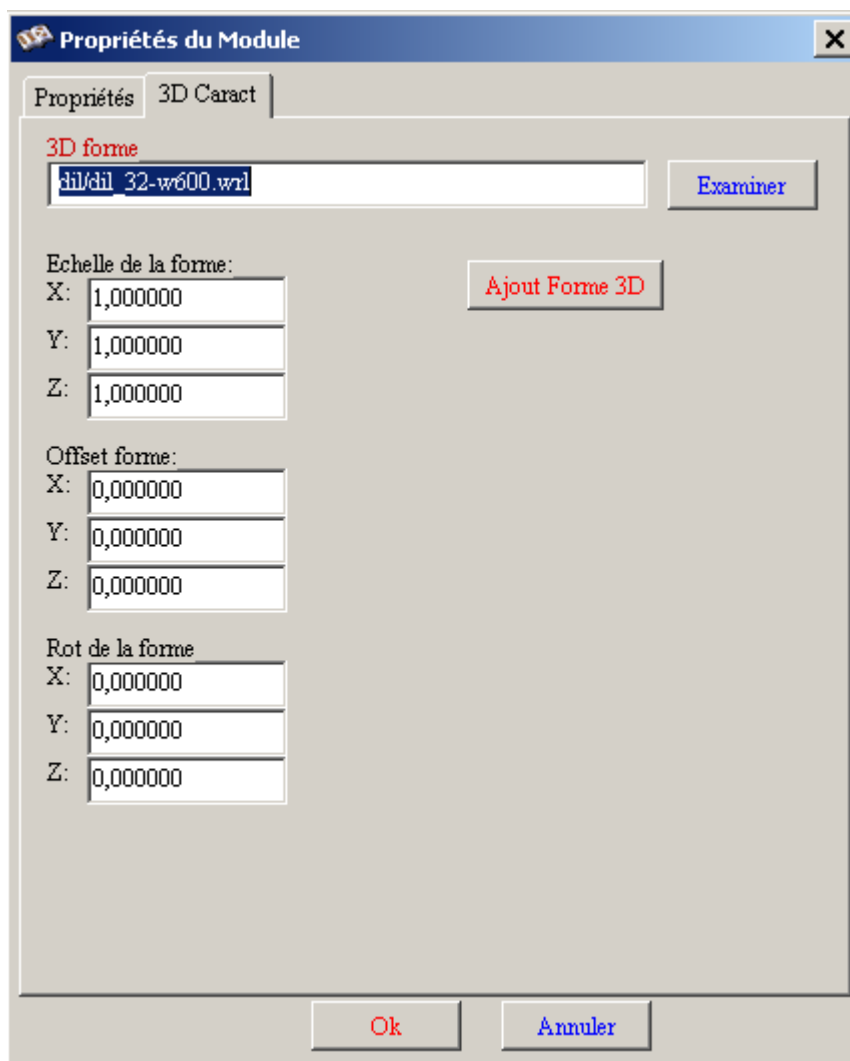 Propriétés du Module
Propriétés 3D Caract
3D forme
dil/dil_32-w600.wrl Examiner
Echelle de la forme:
X: 1,000000 Ajout Forme 3D
Y: 1,000000
Z: 1,000000
Offset forme:
X: 0,000000
Y: 0,000000
Z: 0,000000
Rot de la forme
X: 0,000000
Y: 0,000000
Z: 0,000000
Ok Annuler